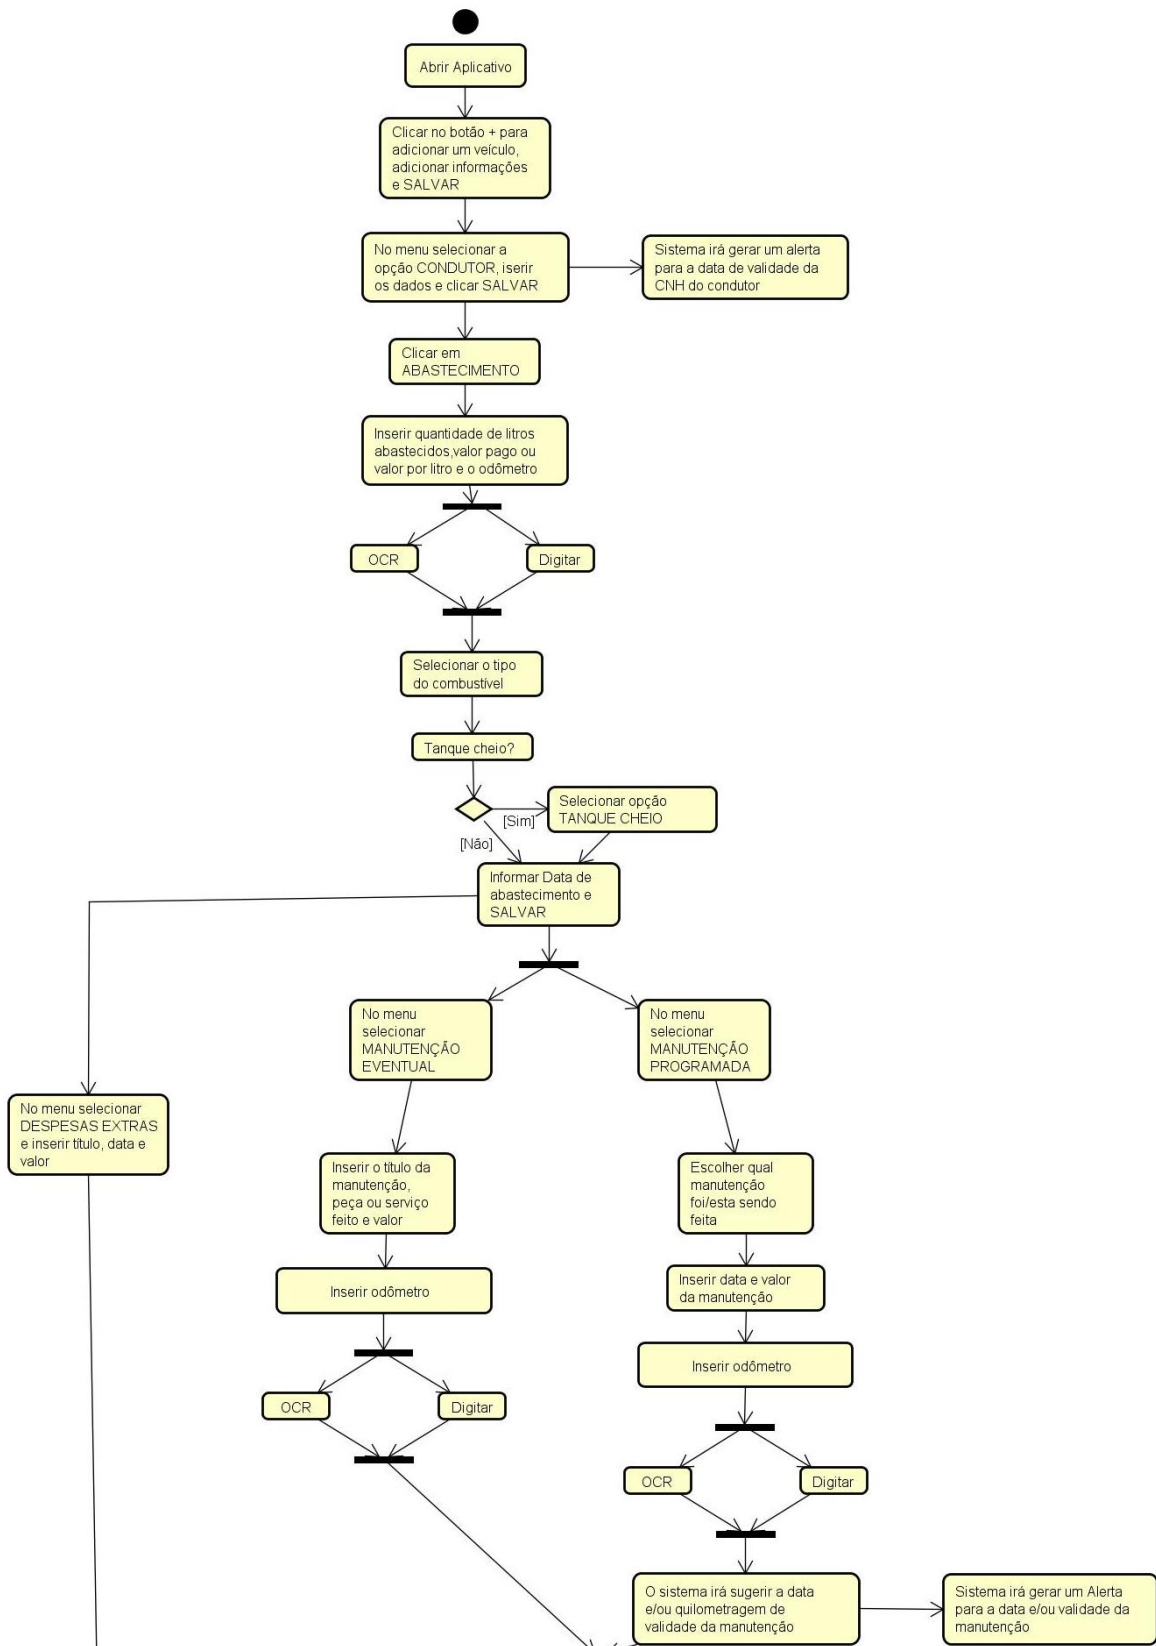 Abrir Aplicativo
Clicar no botão + para
adicionar um veículo,
adicionar informações
e SALVAR
No menu selecionar a
opção CONDUTOR, iserir
os dados e clicar SALVAR
Sistema irá gerar um alerta
para a data de validade da
CNH do condutor
Clicar em
ABASTECIMENTO
Inserir quantidade de litros
abastecidos,valor pago ou
valor por litro e o odômetro
OCR
Digitar
Selecionar o tipo
do combustível
Tanque cheio?
[Sim]
Selecionar opção
TANQUE CHEIO
[Não]
Informar Data de
abastecimento e
SALVAR
No menu
selecionar
MANUTENÇÃO
EVENTUAL
No menu
selecionar
MANUTENÇÃO
PROGRAMADA
No menu selecionar
DESPESAS EXTRAS
e inserir título, data e
valor
Inserir o título da
manutenção,
peça ou serviço
feito e valor
Escolher qual
manutenção
foi/esta sendo
feita
Inserir odômetro
Inserir data e valor
da manutenção
Inserir odômetro
OCR
Digitar
OCR
Digitar
O sistema irá sugerir a data
e/ou quilometragem de
validade da manutenção
Sistema irá gerar um Alerta
para a data e/ou validade da
manutenção